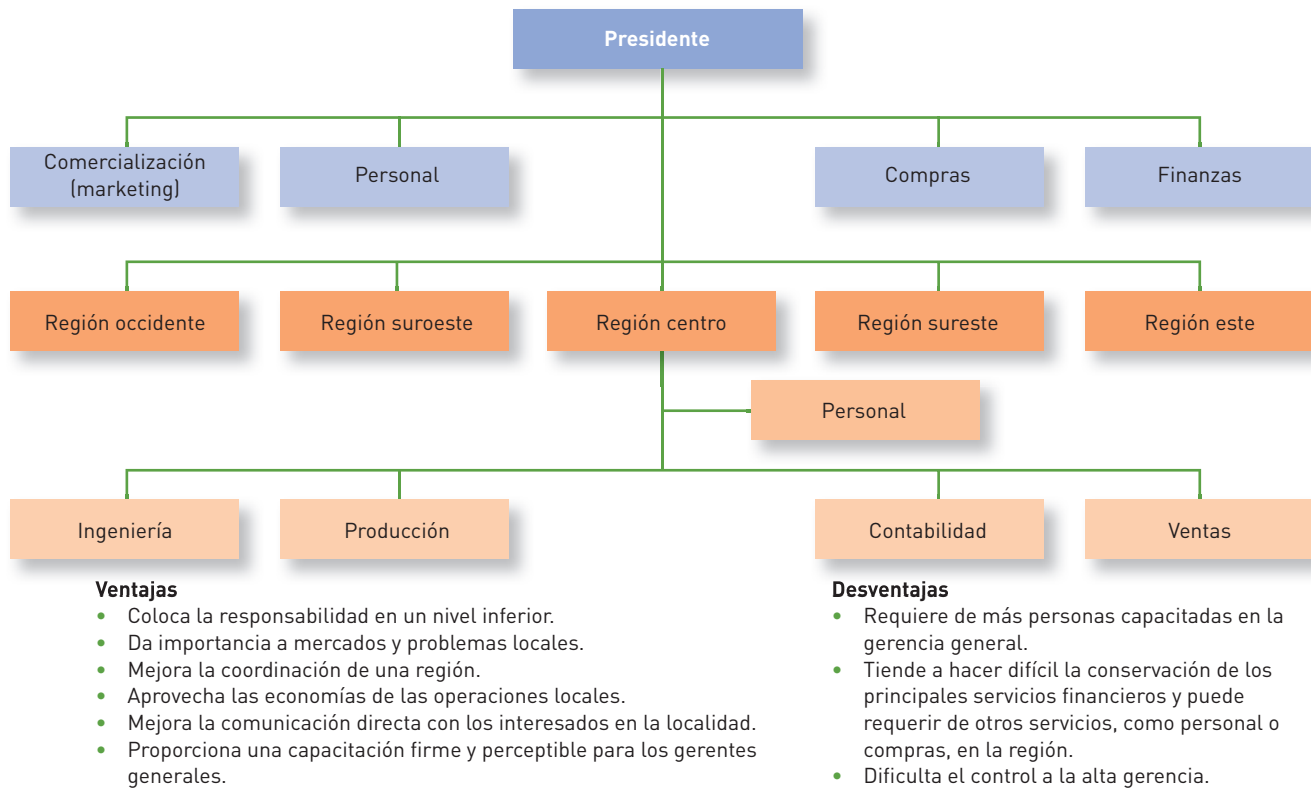 Presidente
Comercialización
(marketing)
Personal
Compras
Finanzas
Región occidente
Región suroeste
Región centro
Región sureste
Región este
Personal
Ingeniería
Producción
Contabilidad
Ventas
Ventajas
• Coloca la responsabilidad en un nivel inferior.
• Da importancia a mercados y problemas locales.
• Mejora la coordinación de una región.
• Aprovecha las economías de las operaciones locales.
• Mejora la comunicación directa con los interesados en la localidad.
• Proporciona una capacitación firme y perceptible para los gerentes
generales.
Desventajas
• Requiere de más personas capacitadas en la
gerencia general.
• Tiende a hacer difícil la conservación de los
principales servicios financieros y puede
requerir de otros servicios, como personal o
compras, en la región.
• Dificulta el control a la alta gerencia.